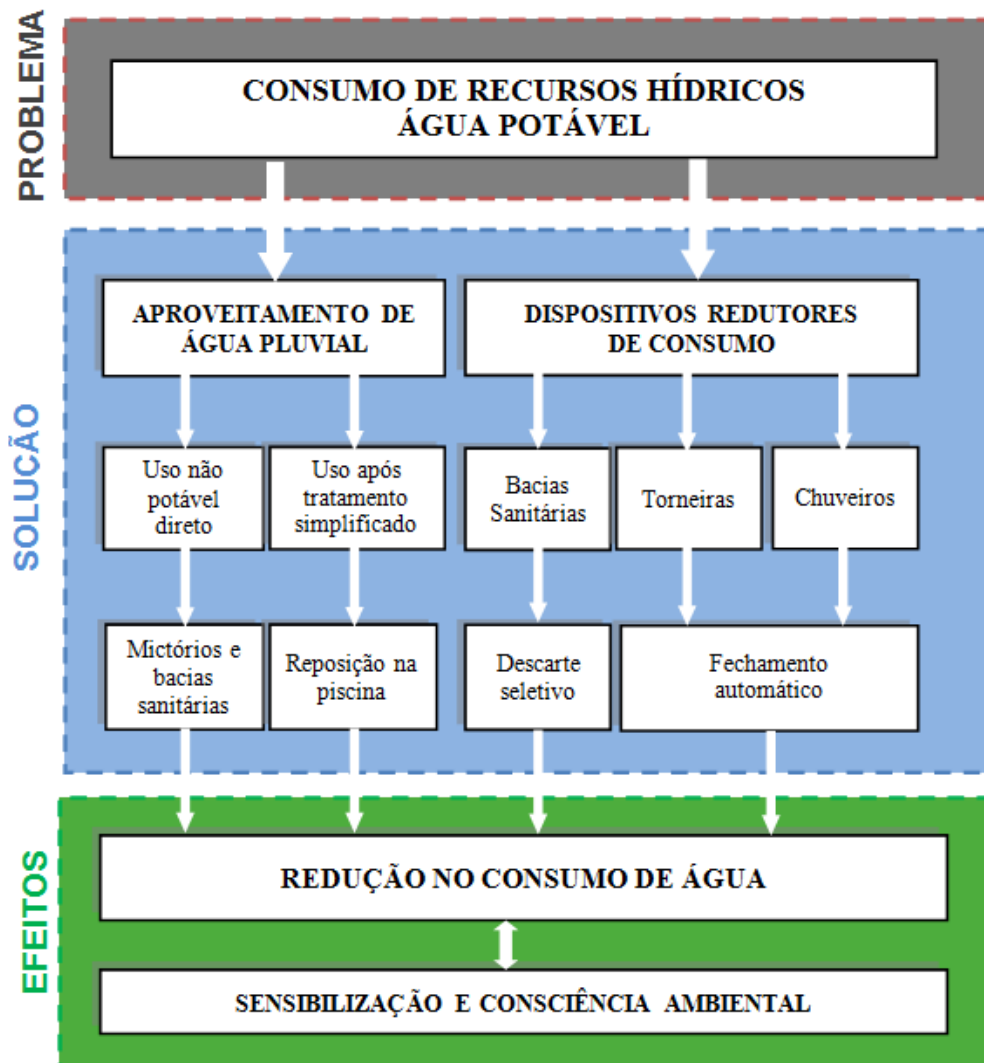 PROBLEMA
CONSUMO DE RECURSOS HÍDRICOS
ÁGUA POTÁVEL
SOLUÇÃO
APROVEITAMENTO DE
ÁGUA PLUVIAL
DISPOSITIVOS REDUTORES
DE CONSUMO
Uso não
potável
direto
Uso após
tratamento
simplificado
Bacias
Sanitárias
Torneiras
Chuveiros
Mictórios e
bacias
sanitárias
Reposição na
piscina
Descarte
seletivo
Fechamento
automático
EFEITOS
REDUÇÃO NO CONSUMO DE ÁGUA
SENSIBILIZAÇÃO E CONSCIÊNCIA AMBIENTAL